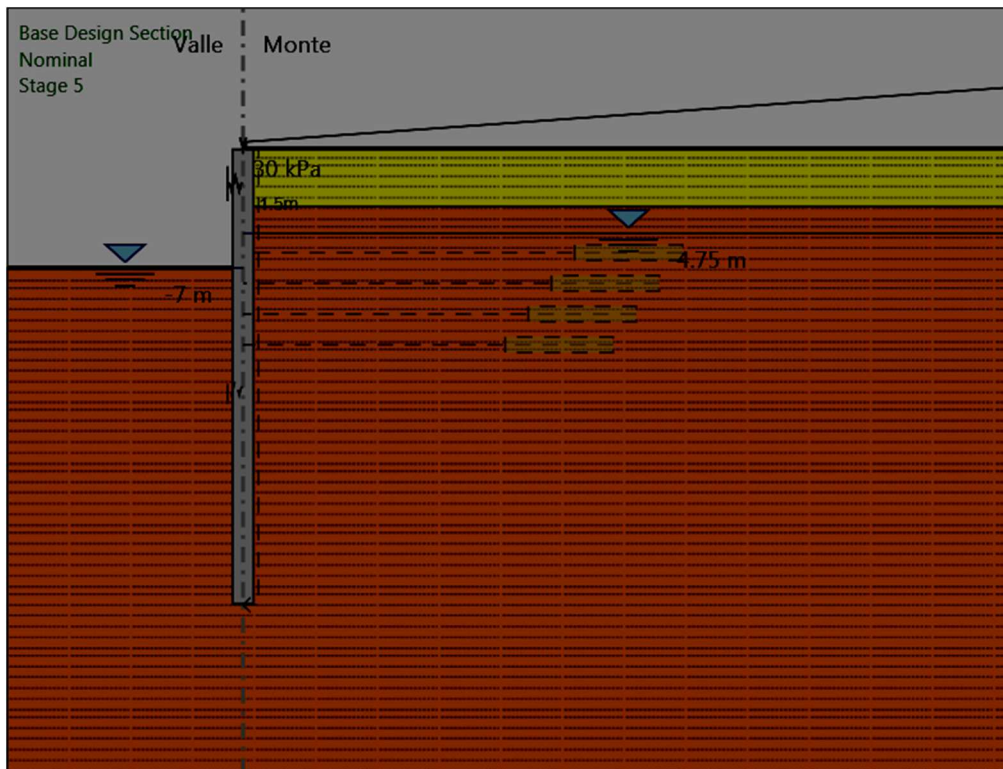 Base Design Section
Valle Monte
Nominal
Stage 5
30 kPa
1.5m
-4.75 m
-7 m